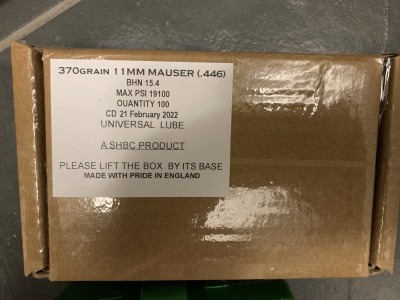 370GRAIN 11MM MAUSER (.446)
BHN 15.4
MAX PSI 19100
QUANTITY 100
CD 21 February 2022
UNIVERSAL LUBE
A SHBC PRODUCT
PLEASE LIFT THE BOX BY ITS BASE
MADE WITH PRIDE IN ENGLAND